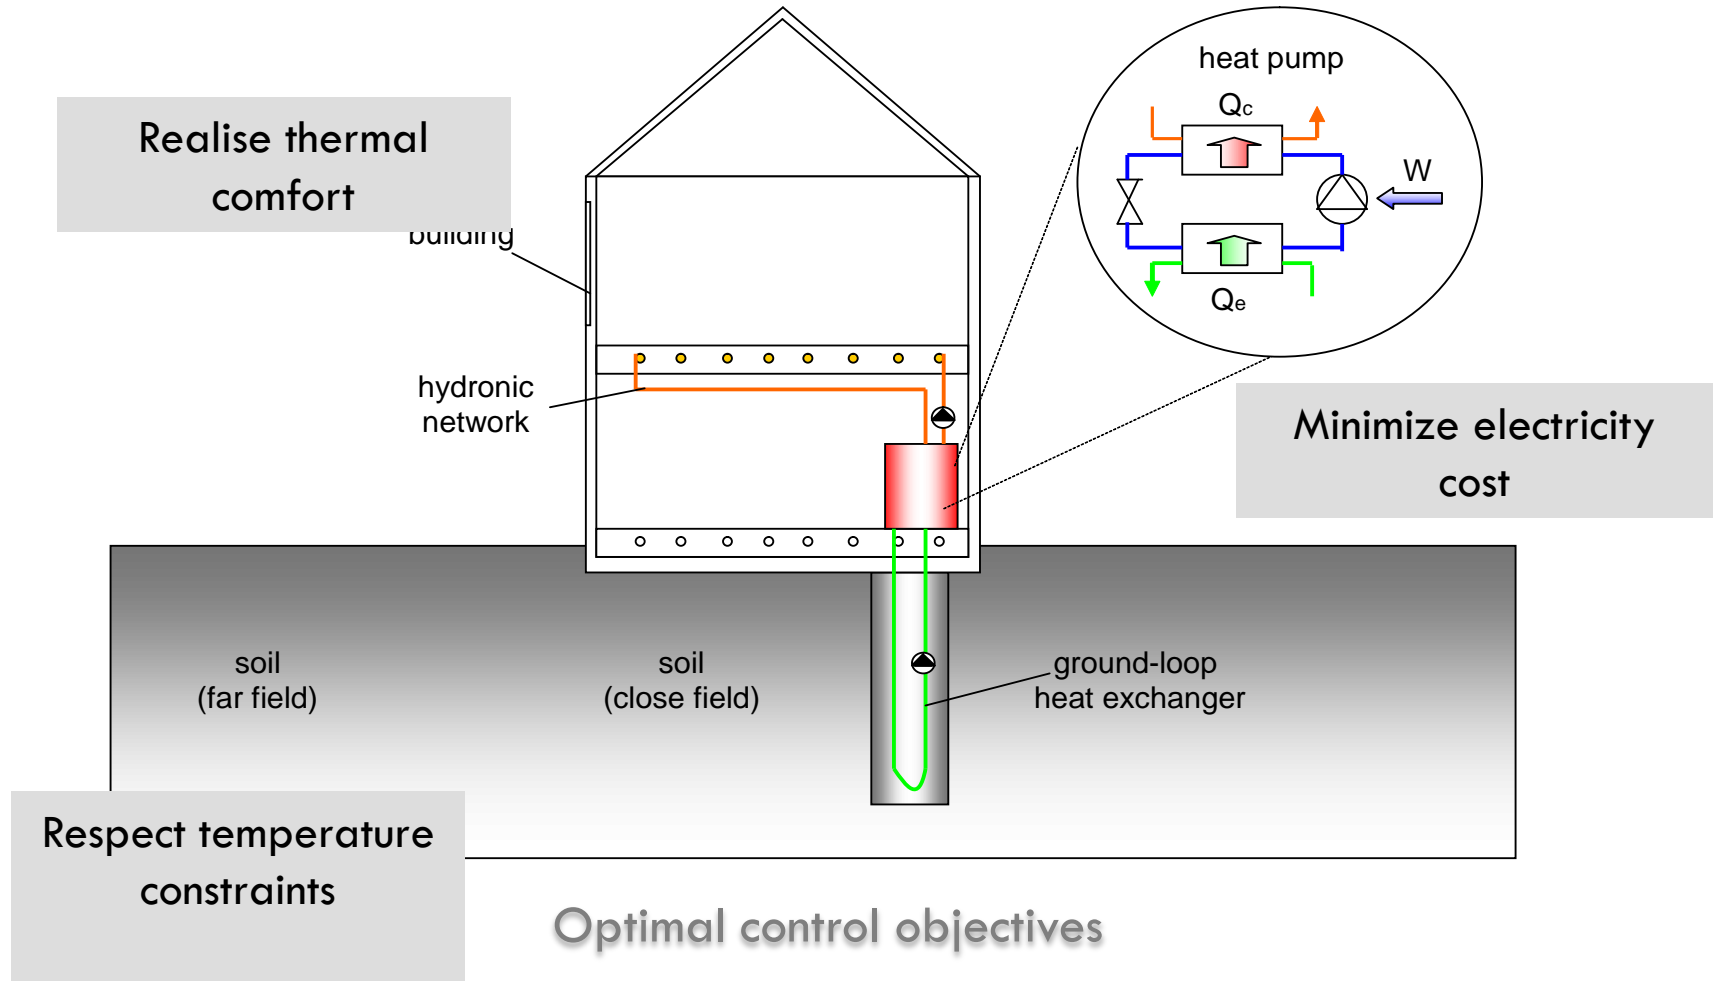 heat pump
Qc
W
Qe
Realise thermal
comfort
building
hydronic
network
Minimize electricity
cost
soil
(far field)
soil
(close field)
ground-loop
heat exchanger
Respect temperature
constraints
Optimal control objectives